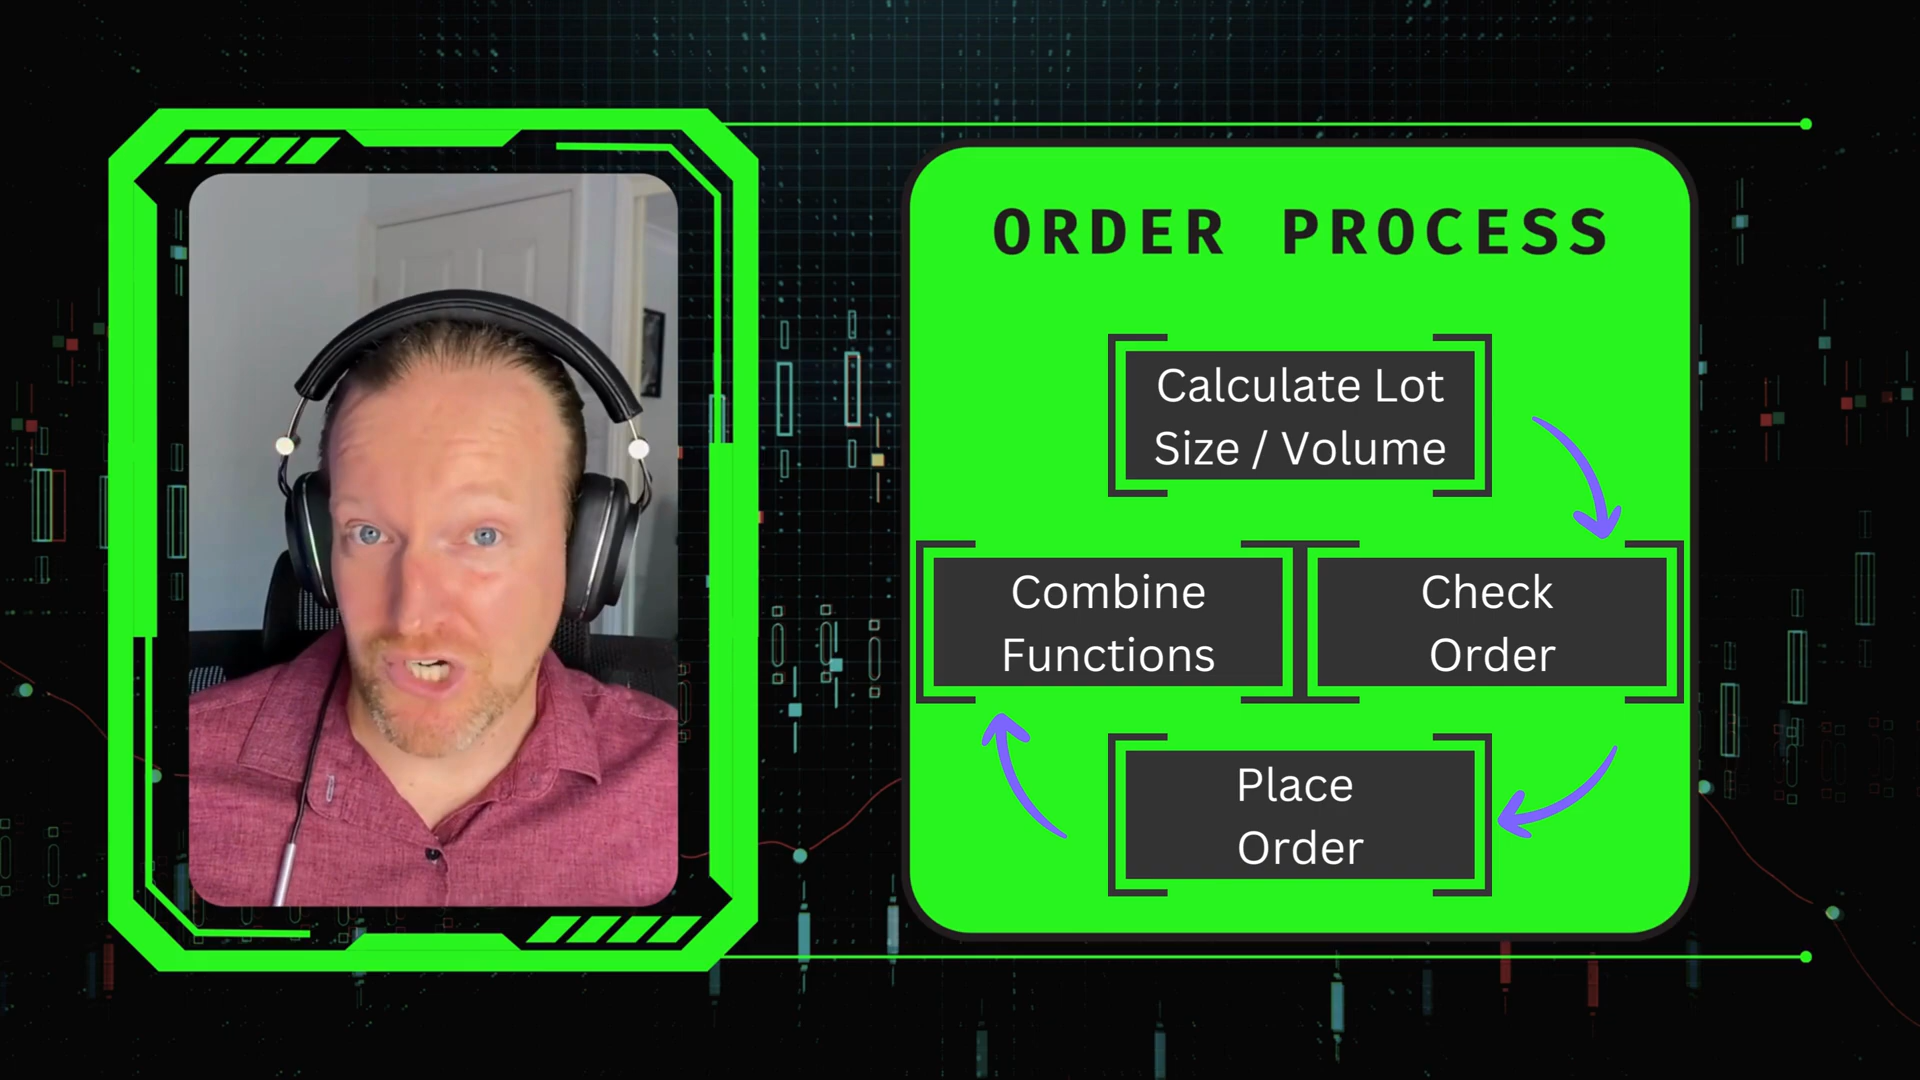 ORDER PROCESS
Calculate Lot
Size / Volume
Combine
Functions
Check
Order
Place
Order